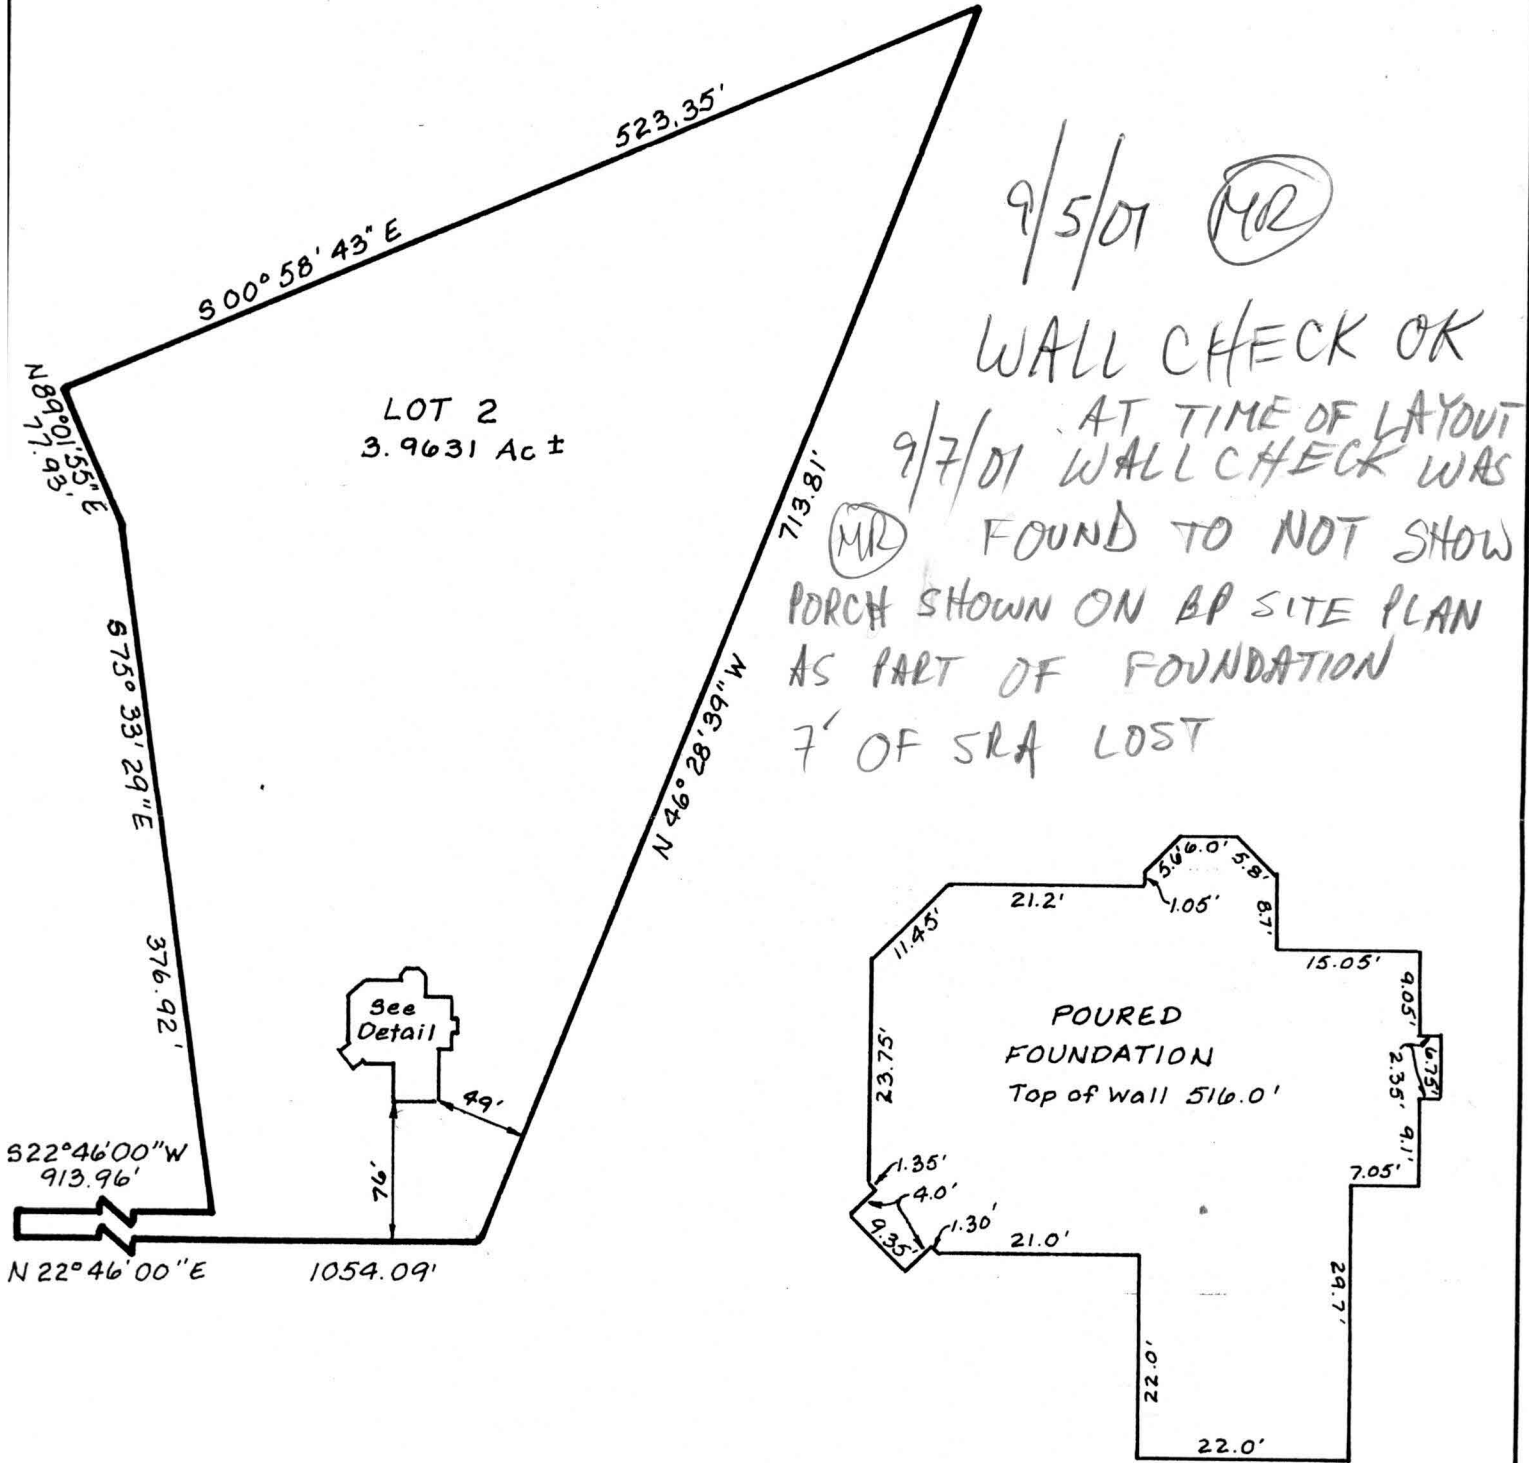 523.35'
S 00° 58' 43" E
9/5/01 MR
WALL CHECK OK
AT TIME OF LAYOUT
9/7/01 WALL CHECK WAS
MR FOUND TO NOT SHOW
PORCH SHOWN ON BP SITE PLAN
AS PART OF FOUNDATION
7' OF SRA LOST
N 89° 01' 55" E
77.93'
LOT 2
3.9631 Ac ±
713.81'
N 46° 28' 39" W
S 75° 33' 29" E
376.92'
See
Detail
49'
76'
S 22° 46' 00" W
913.96'
N 22° 46' 00" E
1054.09'
5.6'
6.0'
5.8'
1.05'
8.7'
21.2'
11.45'
15.05'
9.05'
POURED
FOUNDATION
Top of Wall 516.0'
23.75'
6.75'
2.35'
9.1'
7.05'
1.35'
4.0'
9.35'
1.30'
21.0'
29.7'
22.0'
22.0'